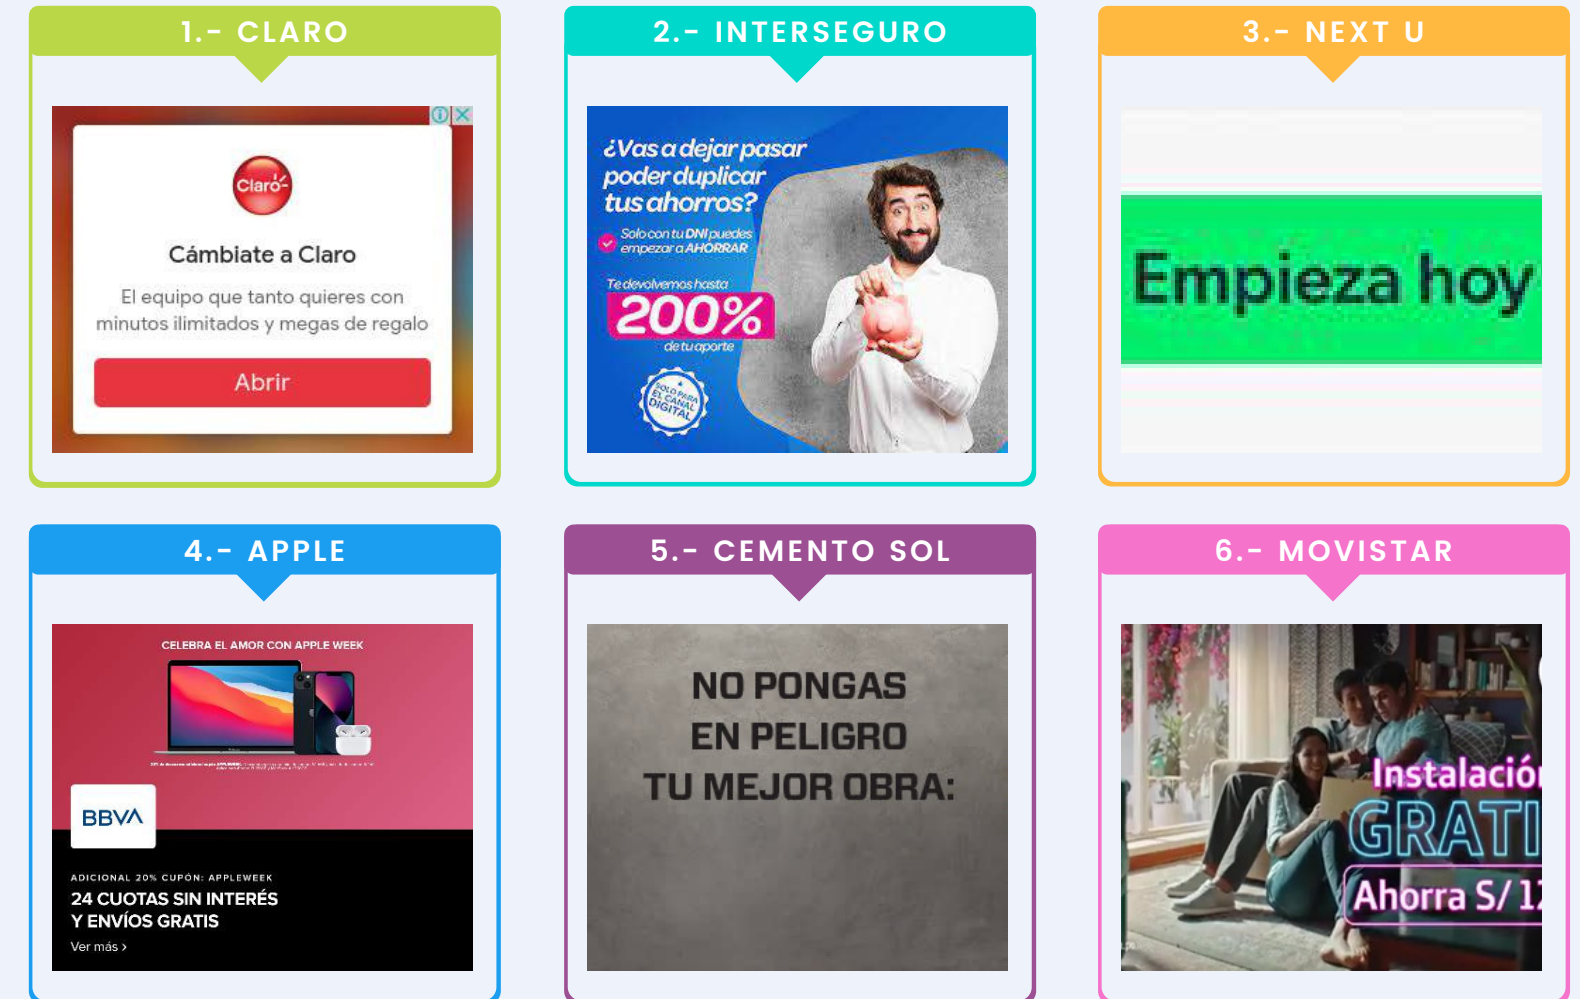 1.- CLARO
Claro
Cámbiate a Claro
El equipo que tanto quieres con
minutos ilimitados y megas de regalo
Abrir
2.- INTERSEGURO
¿Vas a dejar pasar
poder duplicar
tus ahorros?
Solo con tu DNI puedes
empezar a AHORRAR
Te devolvemos hasta
200%
de tu aporte
SOLO PARA
EL CANAL
DIGITAL
3.- NEXT U
Empieza hoy
4.- APPLE
CELEBRA EL AMOR CON APPLE WEEK
BBVA
ADICIONAL 20% CUPÓN: APPLEWEEK
24 CUOTAS SIN INTERÉS
Y ENVÍOS GRATIS
Ver más ›
5.- CEMENTO SOL
NO PONGAS
EN PELIGRO
TU MEJOR OBRA:
6.- MOVISTAR
Instalación
GRATI
Ahorra S/ 12